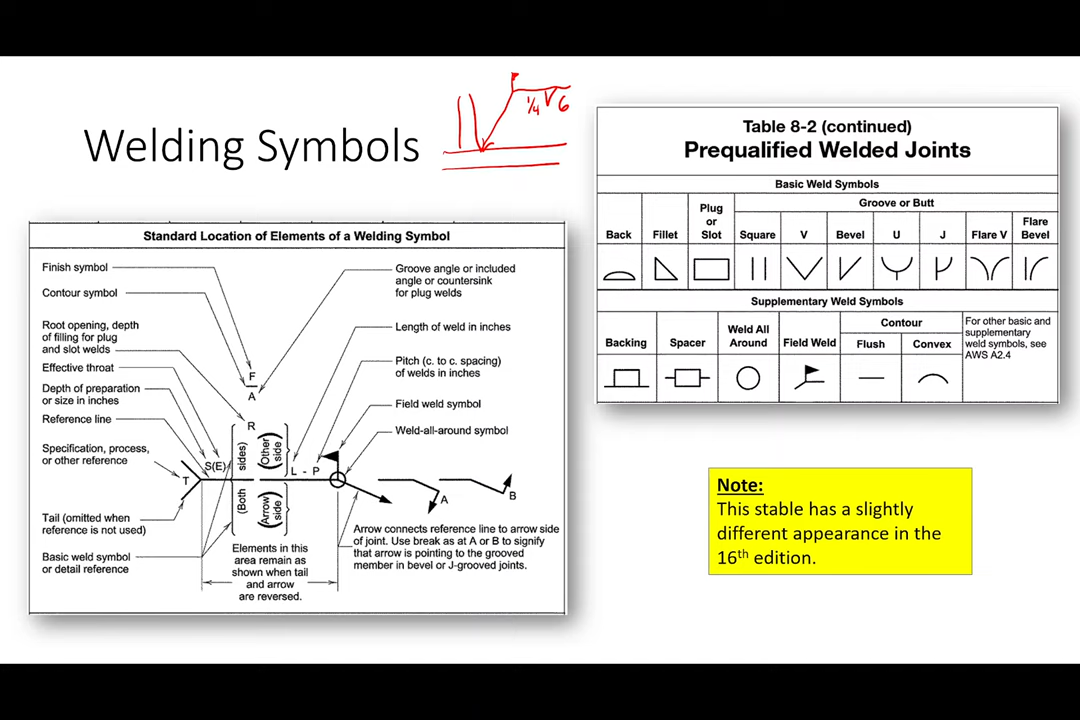 Welding Symbols
1/4 6
Standard Location of Elements of a Welding Symbol
Finish symbol
Contour symbol
Root opening, depth
of filling for plug
and slot welds
Effective throat
Depth of preparation
or size in inches
Reference line
Specification, process,
or other reference
Tail (omitted when
reference is not used)
Basic weld symbol
or detail reference
F
A
R
S(E)
T
(Both
sides)
(Other
side)
(Arrow
side)
L - P
A
B
Elements in this
area remain as
shown when tail
and arrow
are reversed.
Groove angle or included
angle or countersink
for plug welds
Length of weld in inches
Pitch (c. to c. spacing)
of welds in inches
Field weld symbol
Weld-all-around symbol
Arrow connects reference line to arrow side
of joint. Use break as at A or B to signify
that arrow is pointing to the grooved
member in bevel or J-grooved joints.
Table 8-2 (continued)
Prequalified Welded Joints
Basic Weld Symbols
Back
Fillet
Plug
or
Slot
Groove or Butt
Square
V
Bevel
U
J
Flare V
Flare
Bevel
Supplementary Weld Symbols
Backing
Spacer
Weld All
Around
Field Weld
Contour
Flush
Convex
For other basic and
supplementary
weld symbols, see
AWS A2.4
Note:
This stable has a slightly
different appearance in the
16th edition.